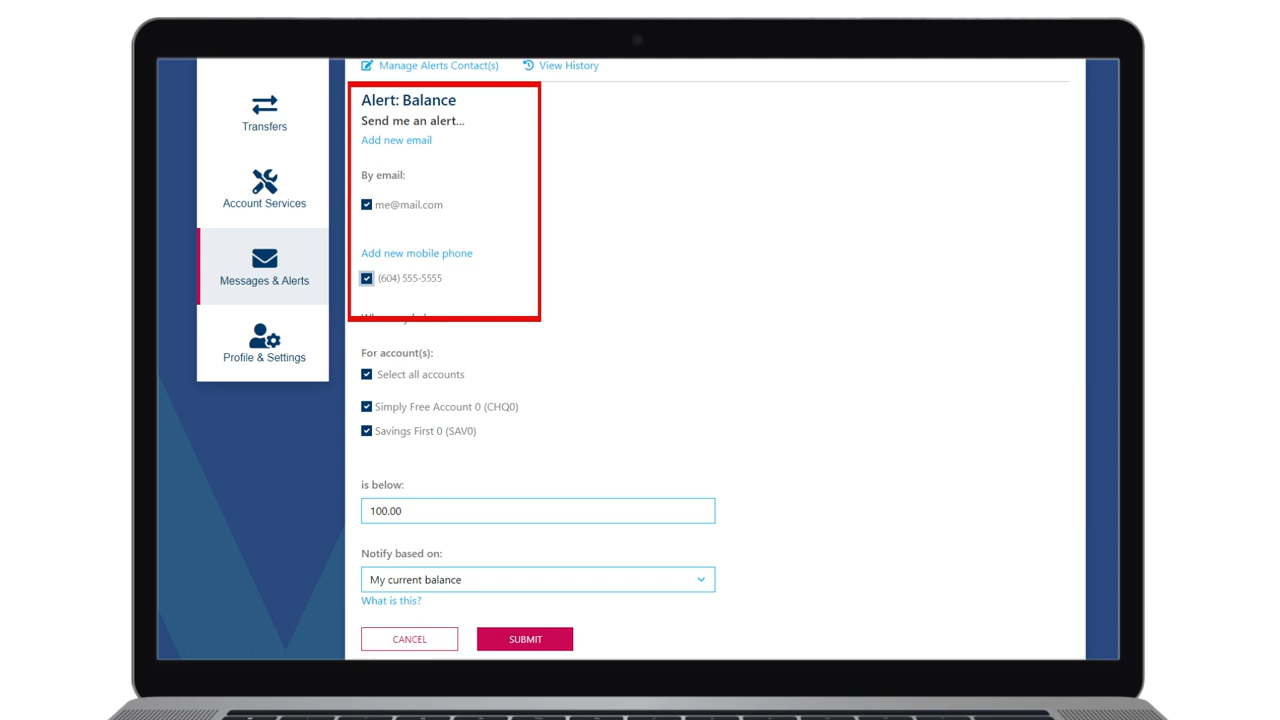 Manage Alerts Contact(s) View History
Transfers
Account Services
Messages & Alerts
Profile & Settings
Alert: Balance
Send me an alert...
Add new email
By email:
me@mail.com
Add new mobile phone
(604) 555-5555
For account(s):
Select all accounts
Simply Free Account 0 (CHQ0)
Savings First 0 (SAV0)
is below:
100.00
Notify based on:
My current balance
What is this?
CANCEL SUBMIT